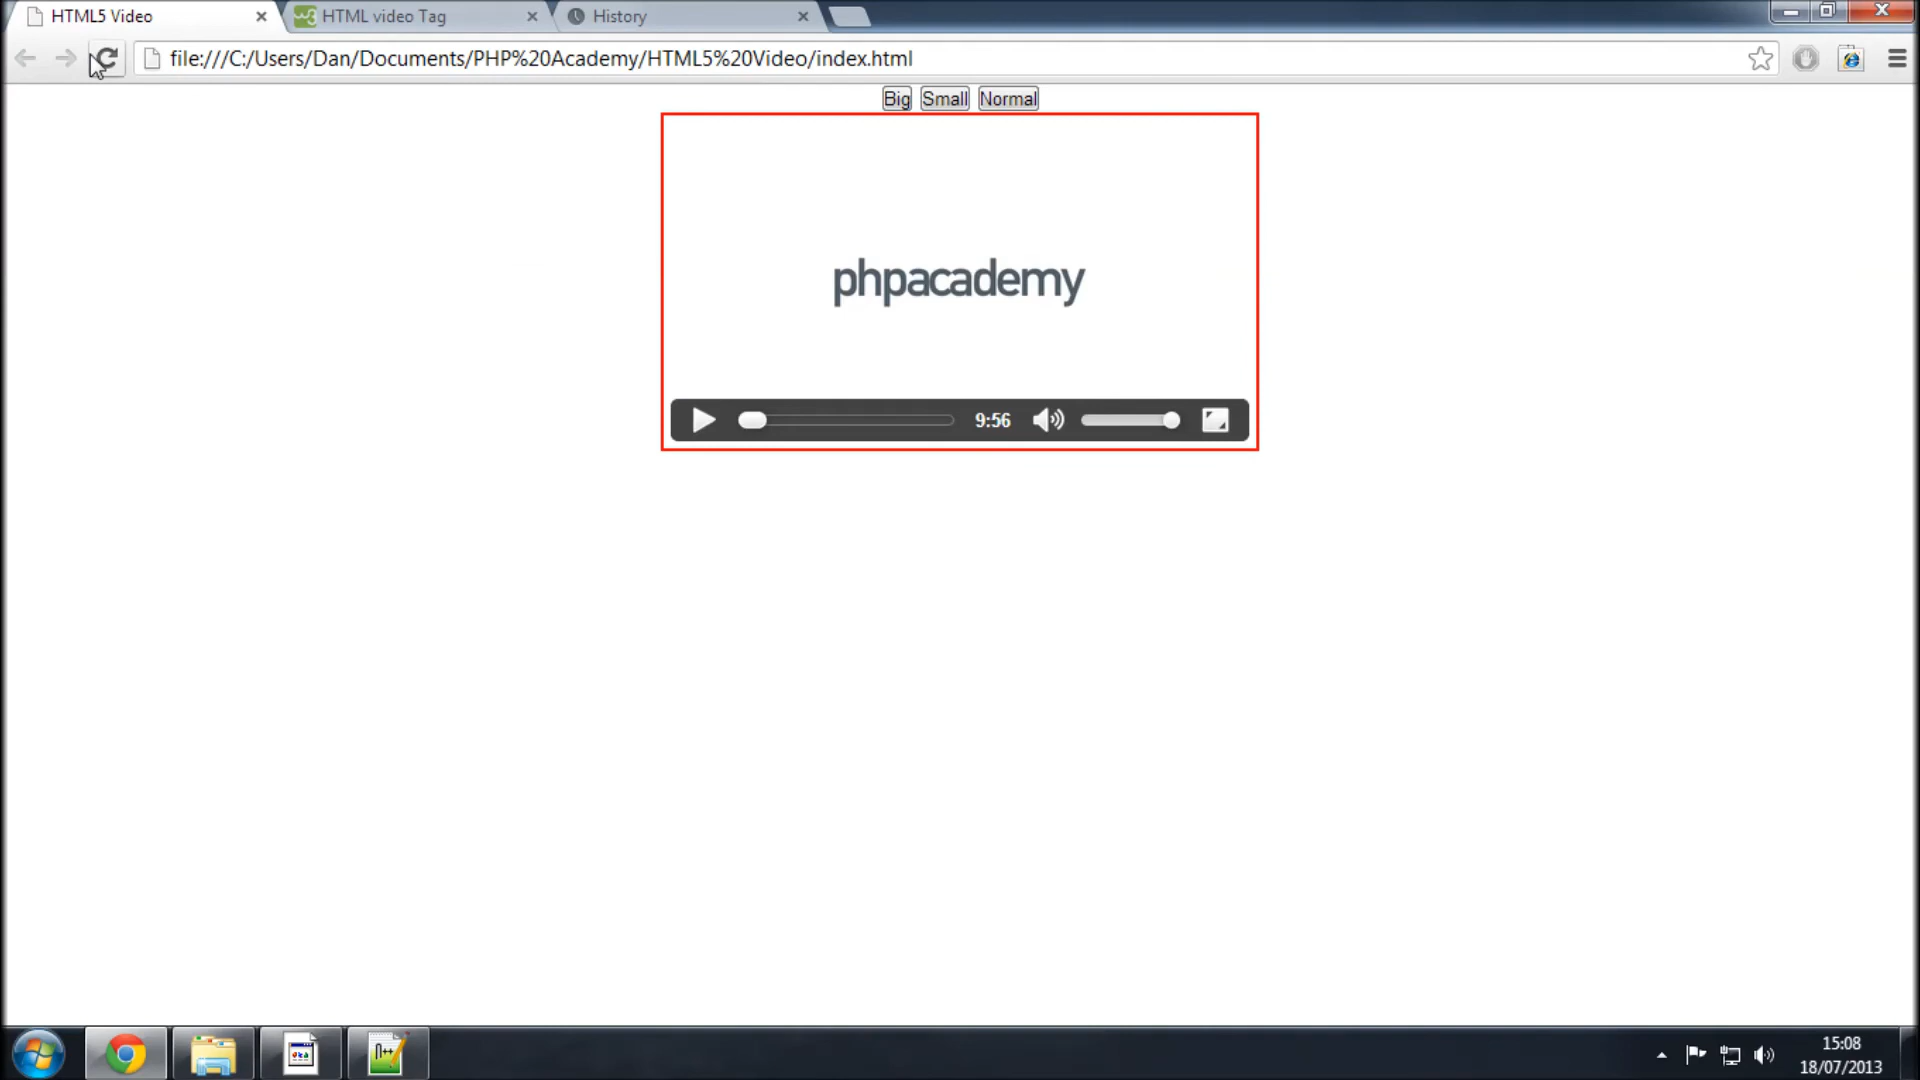 HTML5 Video
HTML video Tag
History
file:///C:/Users/Dan/Documents/PHP%20Academy/HTML5%20Video/index.html
Big Small Normal
phpacademy
9:56
15:08
18/07/2013